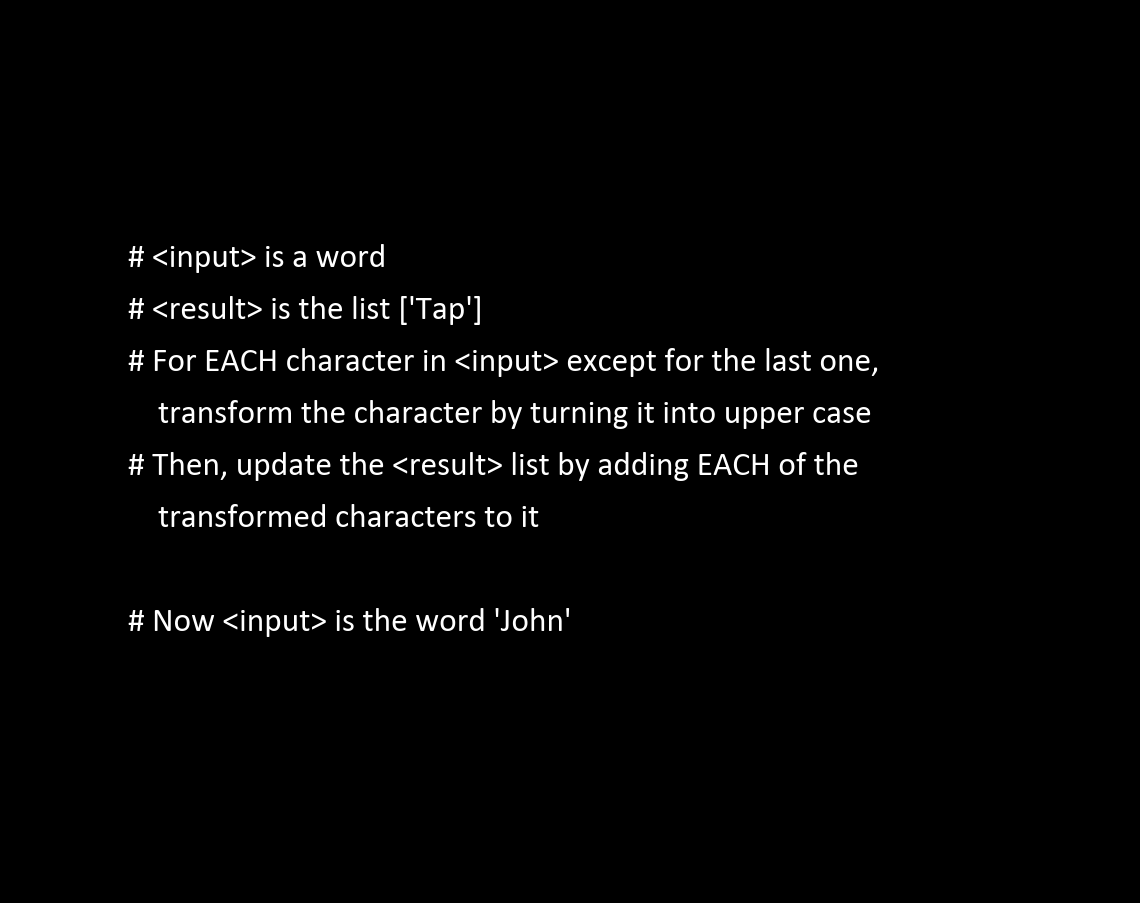 # <input> is a word
# <result> is the list ['Tap']
# For EACH character in <input> except for the last one,
transform the character by turning it into upper case
# Then, update the <result> list by adding EACH of the
transformed characters to it
# Now <input> is the word 'John'